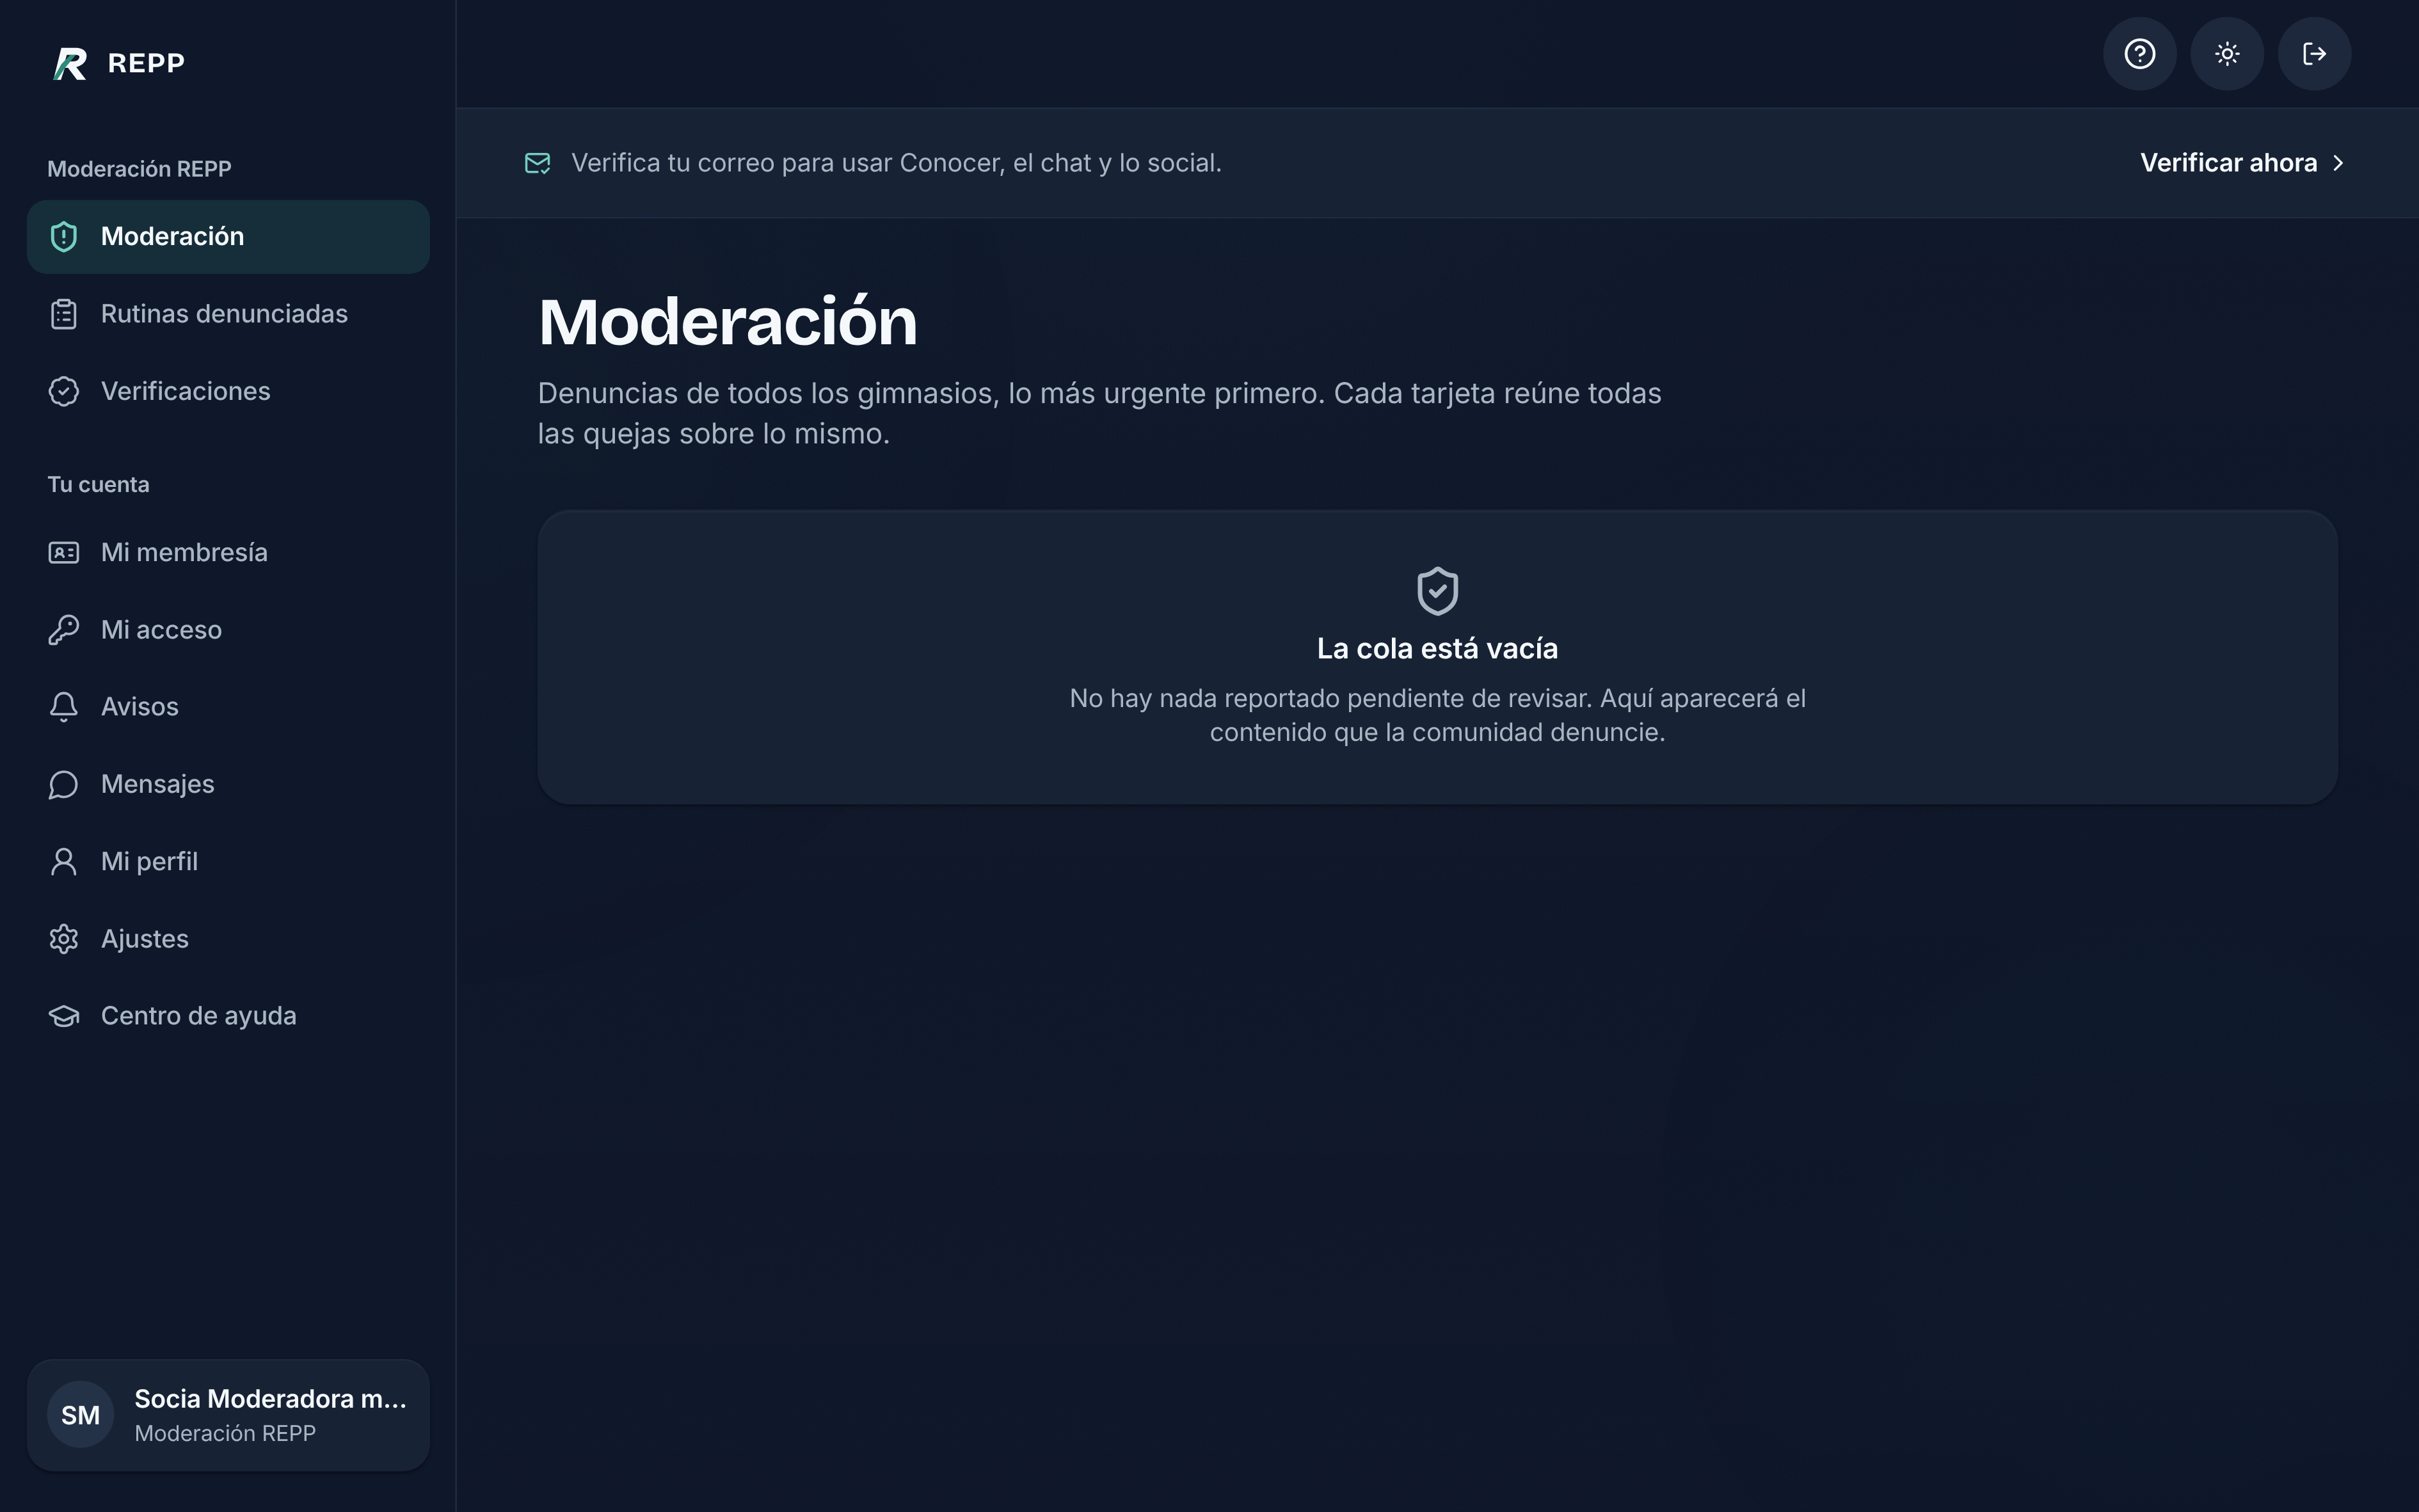 REPP
Moderación REPP
Moderación
Rutinas denunciadas
Verificaciones
Tu cuenta
Mi membresía
Mi acceso
Avisos
Mensajes
Mi perfil
Ajustes
Centro de ayuda
SM
Socia Moderadora m...
Moderación REPP
Verifica tu correo para usar Conocer, el chat y lo social.
Verificar ahora
Moderación
Denuncias de todos los gimnasios, lo más urgente primero. Cada tarjeta reúne todas
las quejas sobre lo mismo.
La cola está vacía
No hay nada reportado pendiente de revisar. Aquí aparecerá el
contenido que la comunidad denuncie.